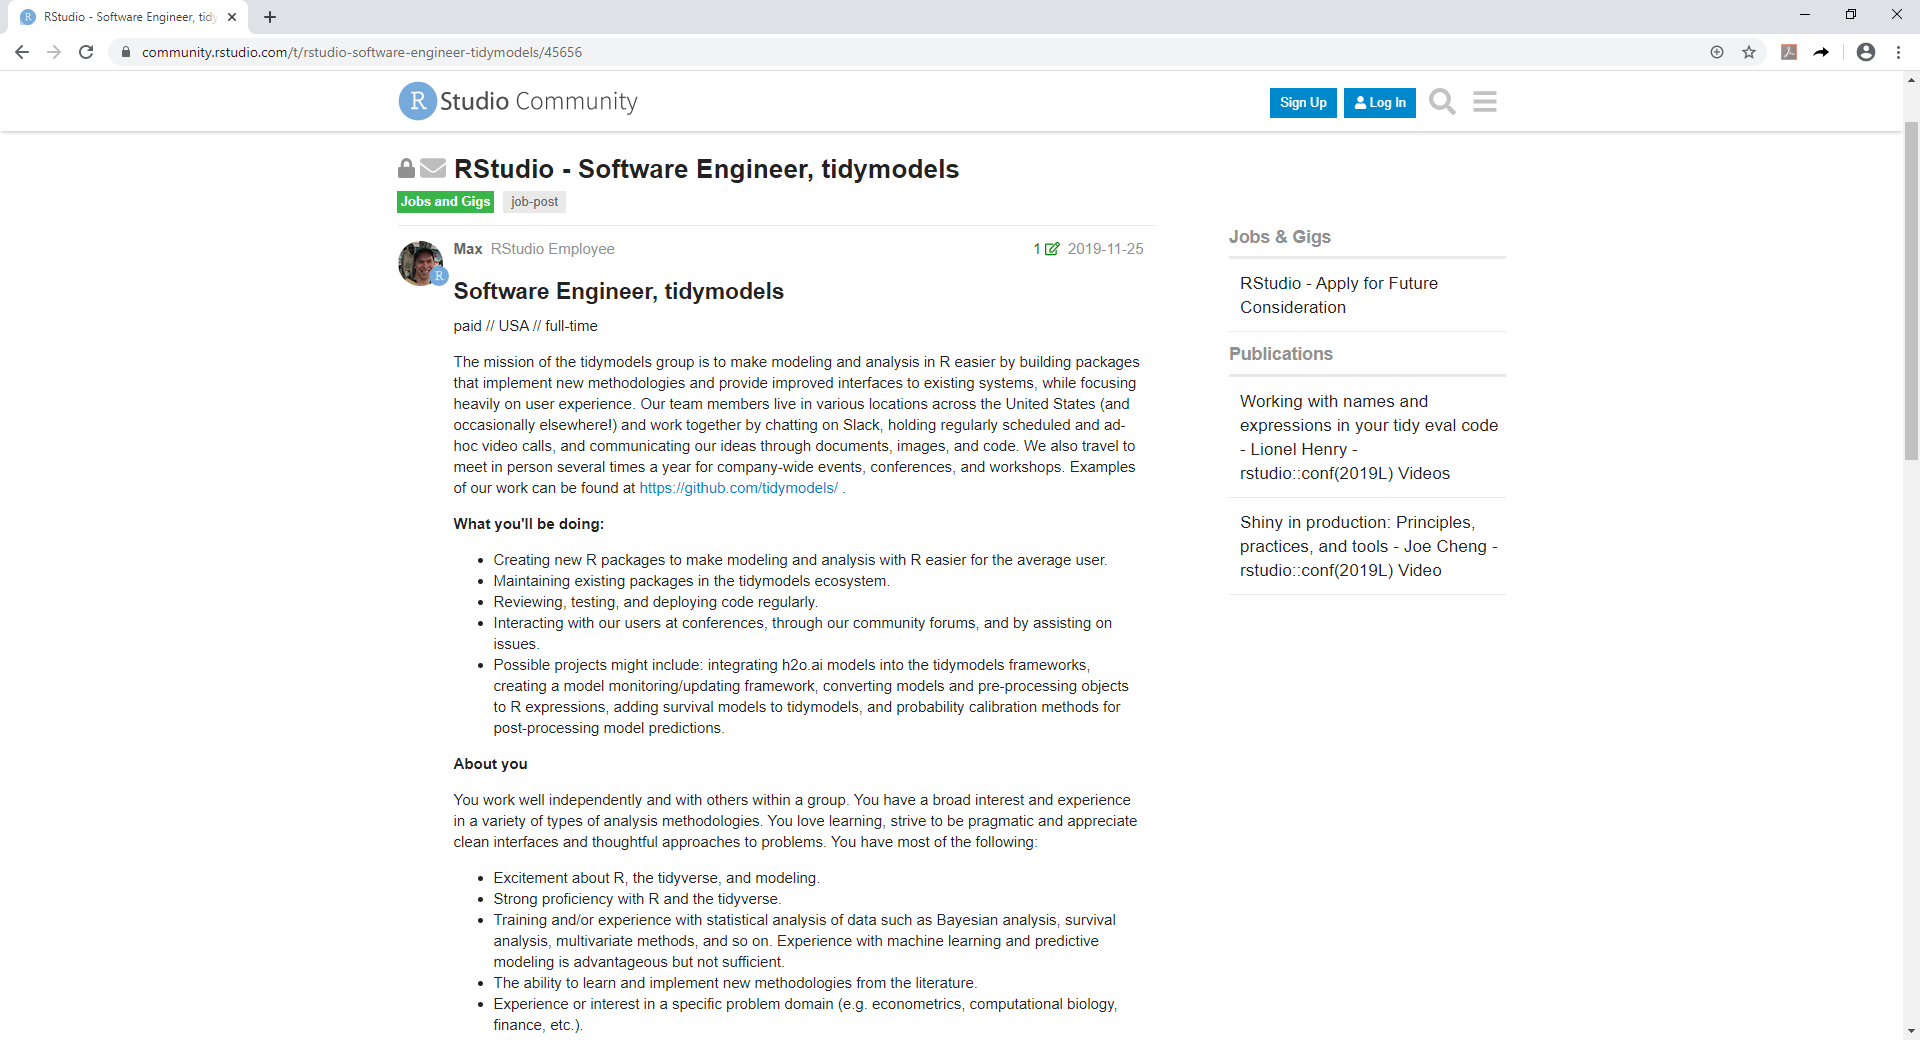 RStudio - Software Engineer, tidy
community.rstudio.com/t/rstudio-software-engineer-tidymodels/45656
R Studio Community
Sign Up
Log In
RStudio - Software Engineer, tidymodels
Jobs and Gigs
job-post
Max RStudio Employee
1
2019-11-25
R
Software Engineer, tidymodels
paid // USA // full-time
The mission of the tidymodels group is to make modeling and analysis in R easier by building packages
that implement new methodologies and provide improved interfaces to existing systems, while focusing
heavily on user experience. Our team members live in various locations across the United States (and
occasionally elsewhere!) and work together by chatting on Slack, holding regularly scheduled and ad-
hoc video calls, and communicating our ideas through documents, images, and code. We also travel to
meet in person several times a year for company-wide events, conferences, and workshops. Examples
of our work can be found at https://github.com/tidymodels/ .
What you'll be doing:
• Creating new R packages to make modeling and analysis with R easier for the average user.
• Maintaining existing packages in the tidymodels ecosystem.
• Reviewing, testing, and deploying code regularly.
• Interacting with our users at conferences, through our community forums, and by assisting on
issues.
• Possible projects might include: integrating h2o.ai models into the tidymodels frameworks,
creating a model monitoring/updating framework, converting models and pre-processing objects
to R expressions, adding survival models to tidymodels, and probability calibration methods for
post-processing model predictions.
About you
You work well independently and with others within a group. You have a broad interest and experience
in a variety of types of analysis methodologies. You love learning, strive to be pragmatic and appreciate
clean interfaces and thoughtful approaches to problems. You have most of the following:
• Excitement about R, the tidyverse, and modeling.
• Strong proficiency with R and the tidyverse.
• Training and/or experience with statistical analysis of data such as Bayesian analysis, survival
analysis, multivariate methods, and so on. Experience with machine learning and predictive
modeling is advantageous but not sufficient.
• The ability to learn and implement new methodologies from the literature.
• Experience or interest in a specific problem domain (e.g. econometrics, computational biology,
finance, etc.).
Jobs & Gigs
RStudio - Apply for Future
Consideration
Publications
Working with names and
expressions in your tidy eval code
- Lionel Henry -
rstudio::conf(2019L) Videos
Shiny in production: Principles,
practices, and tools - Joe Cheng -
rstudio::conf(2019L) Video